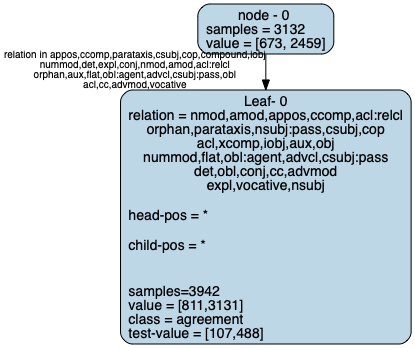 node - 0
samples = 3132
value = [673, 2459]
relation in appos,ccomp,parataxis,csubj,cop,compound,iobj
nummod,det,expl,conj,nmod,amod,acl:relcl
orphan,aux,flat,obl:agent,advcl,csubj:pass,obl
acl,cc,advmod,vocative
Leaf- 0
relation = nmod,amod,appos,ccomp,acl:relcl
orphan,parataxis,nsubj:pass,csubj,cop
acl,xcomp,iobj,aux,obj
nummod,flat,obl:agent,advcl,csubj:pass
det,obl,conj,cc,advmod
expl,vocative,nsubj
head-pos = *
child-pos = *
samples=3942
value = [811,3131]
class = agreement
test-value = [107,488]